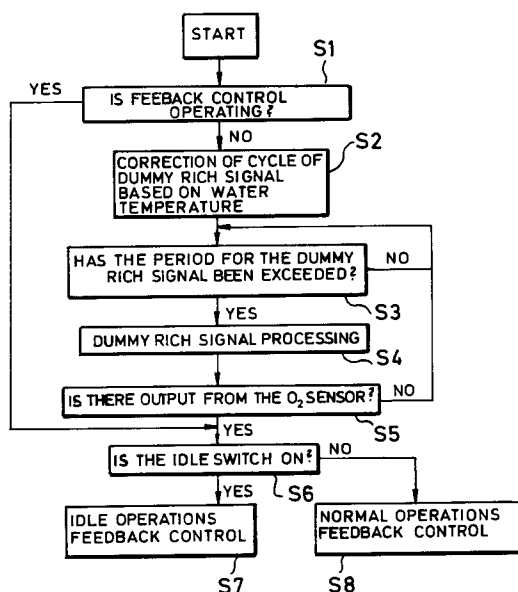 START
S1
YES
IS FEEBACK CONTROL
OPERATING?
NO
S2
CORRECTION OF CYCLE OF
DUMMY RICH SIGNAL
BASED ON WATER
TEMPERATURE
HAS THE PERIOD FOR THE DUMMY
RICH SIGNAL BEEN EXCEEDED?
NO
S3
YES
DUMMY RICH SIGNAL PROCESSING
S4
IS THERE OUTPUT FROM THE O₂ SENSOR?
NO
S5
YES
IS THE IDLE SWITCH ON?
NO
S6
YES
IDLE OPERATIONS
FEEDBACK CONTROL
S7
NORMAL OPERATIONS
FEEDBACK CONTROL
S8